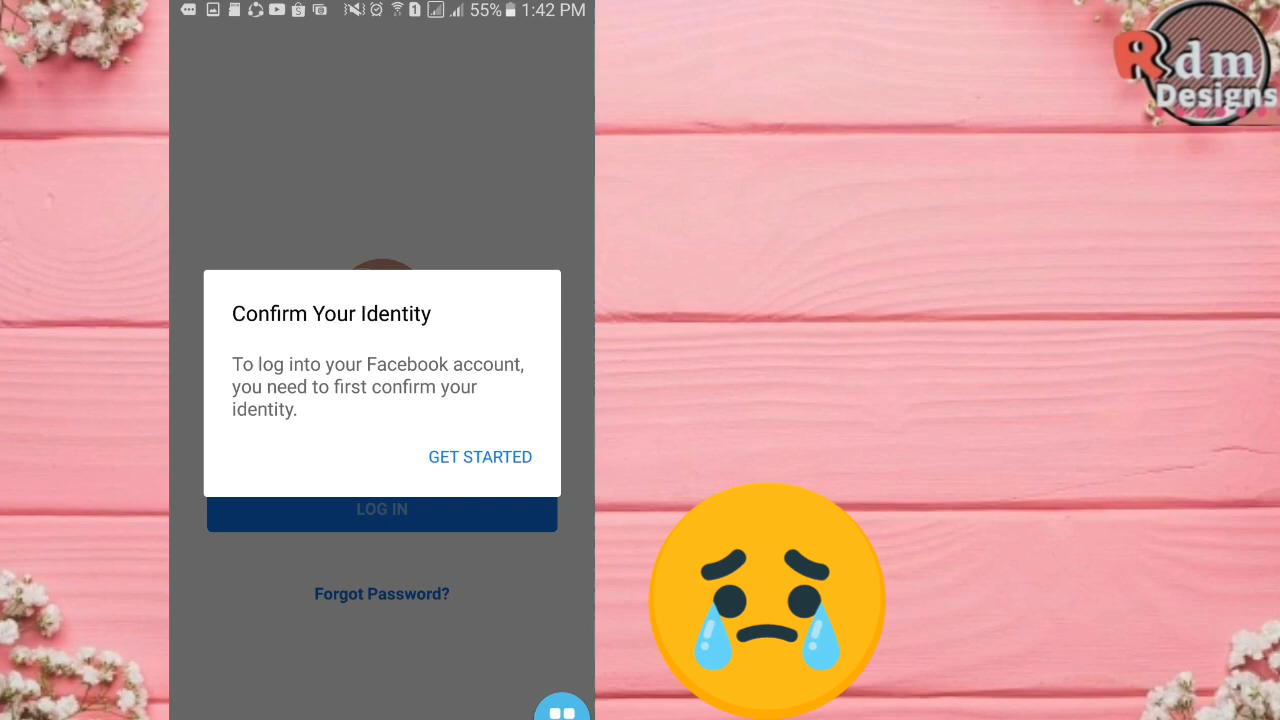 1 55% 1:42 PM
Rdm
Designs
Confirm Your Identity
To log into your Facebook account,
you need to first confirm your
identity.
GET STARTED
LOG IN
Forgot Password?